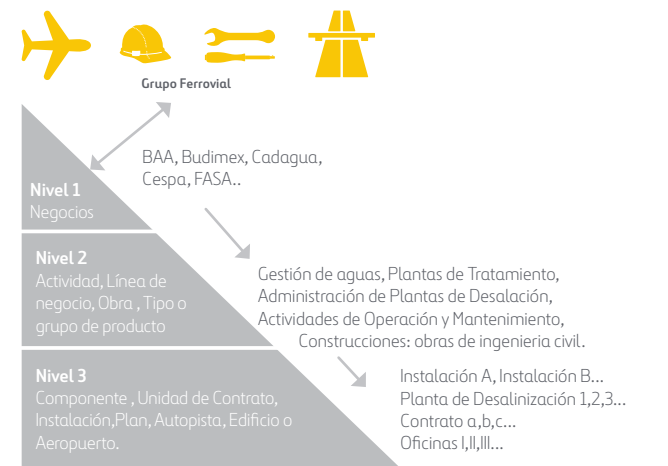 Grupo Ferrovial
BAA, Budimex, Cadagua,
Cespa, FASA..
Nivel 1
Negocios
Nivel 2
Actividad, Línea de
negocio, Obra , Tipo o
grupo de producto
Gestión de aguas, Plantas de Tratamiento,
Administración de Plantas de Desalación,
Actividades de Operación y Mantenimiento,
Construcciones: obras de ingenieria civil.
Nivel 3
Componente , Unidad de Contrato,
Instalación,Plan, Autopista, Edificio o
Aeropuerto.
Instalación A, Instalación B...
Planta de Desalinización 1,2,3...
Contrato a,b,c...
Oficinas I,II,III...